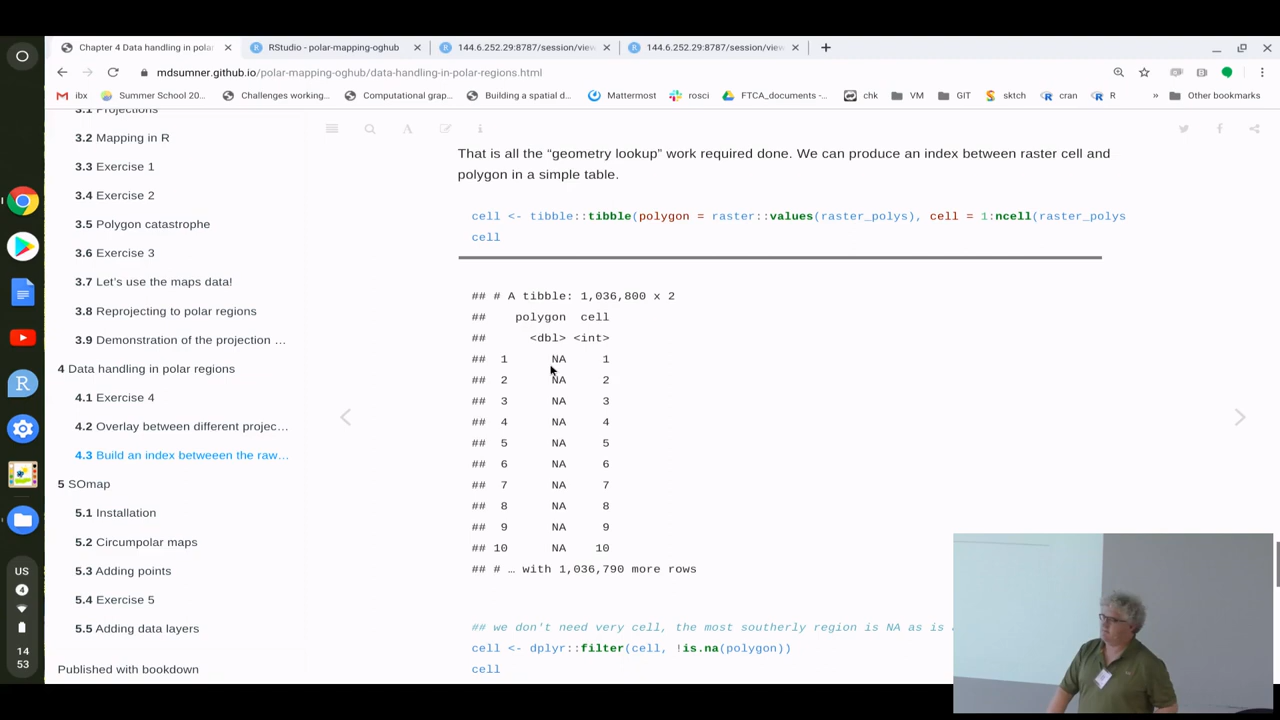 Chapter 4 Data handling in pola
RStudio - polar-mapping-oghub
144.6.252.29:8787/session/view
144.6.252.29:8787/session/view
mdsumner.github.io/polar-mapping-oghub/data-handling-in-polar-regions.html
ibx
Summer School 20...
Challenges working...
Computational grap...
Building a spatial d...
Mattermost
rosci
FTCA_documents -...
chk
VM
GIT
sktch
cran
R
»
Other bookmarks
3.1 Projections
3.2 Mapping in R
3.3 Exercise 1
3.4 Exercise 2
3.5 Polygon catastrophe
3.6 Exercise 3
3.7 Let's use the maps data!
3.8 Reprojecting to polar regions
3.9 Demonstration of the projection ...
4 Data handling in polar regions
4.1 Exercise 4
4.2 Overlay between different projec...
4.3 Build an index betweeen the raw...
5 SOmap
5.1 Installation
5.2 Circumpolar maps
5.3 Adding points
5.4 Exercise 5
5.5 Adding data layers
Published with bookdown
That is all the “geometry lookup” work required done. We can produce an index between raster cell and
polygon in a simple table.
cell <- tibble::tibble(polygon = raster::values(raster_polys), cell = 1:ncell(raster_polys
cell
## # A tibble: 1,036,800 x 2
##    polygon  cell
##      <dbl> <int>
##  1      NA     1
##  2      NA     2
##  3      NA     3
##  4      NA     4
##  5      NA     5
##  6      NA     6
##  7      NA     7
##  8      NA     8
##  9      NA     9
## 10      NA    10
## # … with 1,036,790 more rows
## we don't need very cell, the most southerly region is NA as is
cell <- dplyr::filter(cell, !is.na(polygon))
cell
US
4
14
53